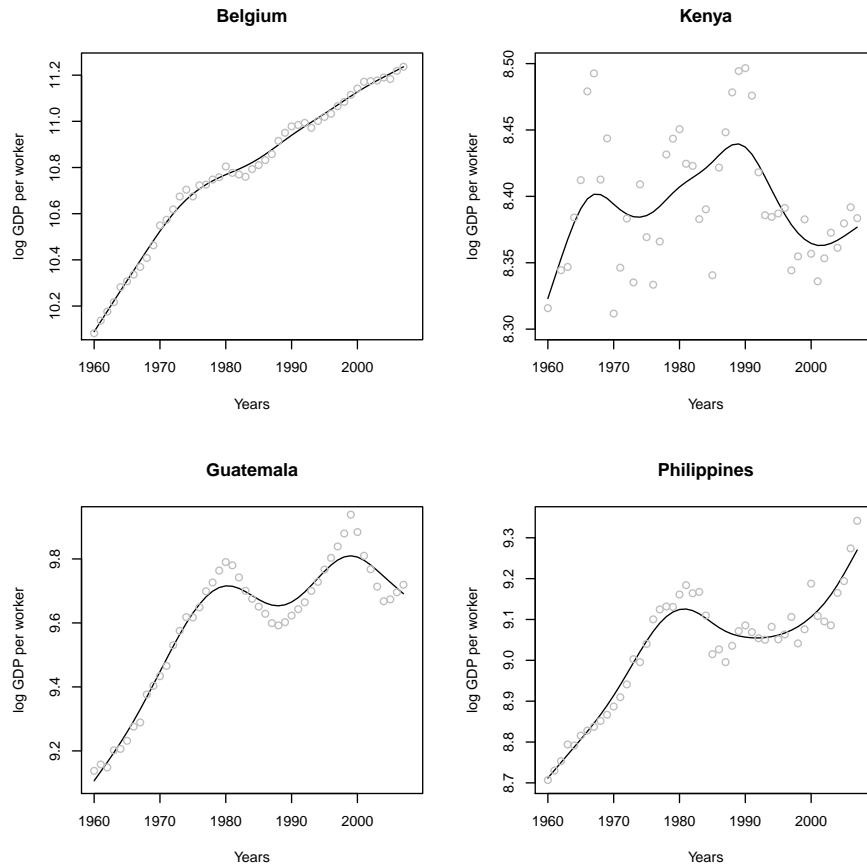 Belgium
log GDP per worker
10.2 10.4 10.6 10.8 11.0 11.2
1960 1970 1980 1990 2000
Years
Kenya
log GDP per worker
8.30 8.35 8.40 8.45 8.50
1960 1970 1980 1990 2000
Years
Guatemala
log GDP per worker
9.2 9.4 9.6 9.8
1960 1970 1980 1990 2000
Years
Philippines
log GDP per worker
8.7 8.8 8.9 9.0 9.1 9.2 9.3
1960 1970 1980 1990 2000
Years